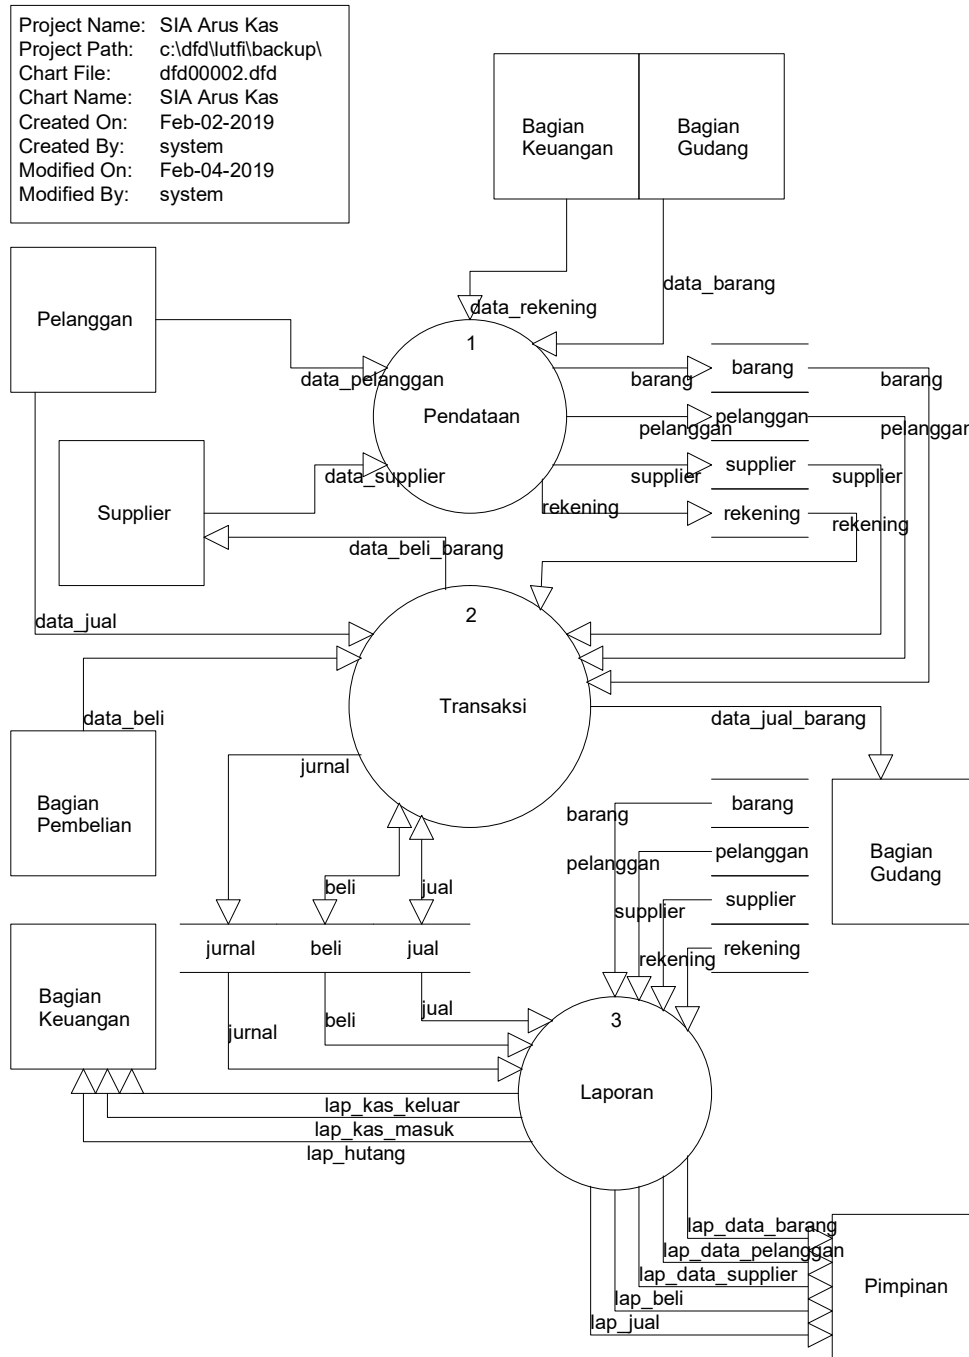 Project Name: SIA Arus Kas
Project Path: c:\dfd\lutfi\backup\
Chart File: dfd00002.dfd
Chart Name: SIA Arus Kas
Created On: Feb-02-2019
Created By: system
Modified On: Feb-04-2019
Modified By: system
Bagian
Keuangan
Bagian
Gudang
data_barang
data_rekening
Pelanggan
data_pelanggan
1
Pendataan
barang
barang
barang
pelanggan
pelanggan
pelanggan
supplier
supplier
supplier
rekening
rekening
rekening
Supplier
data_supplier
data_beli_barang
data_jual
2
Transaksi
data_beli
data_jual_barang
Bagian
Pembelian
jurnal
beli
jual
barang
barang
pelanggan
pelanggan
supplier
supplier
rekening
rekening
Bagian
Gudang
jurnal
beli
jual
Bagian
Keuangan
jurnal
beli
jual
3
Laporan
lap_kas_keluar
lap_kas_masuk
lap_hutang
lap_data_barang
lap_data_pelanggan
lap_data_supplier
lap_beli
lap_jual
Pimpinan